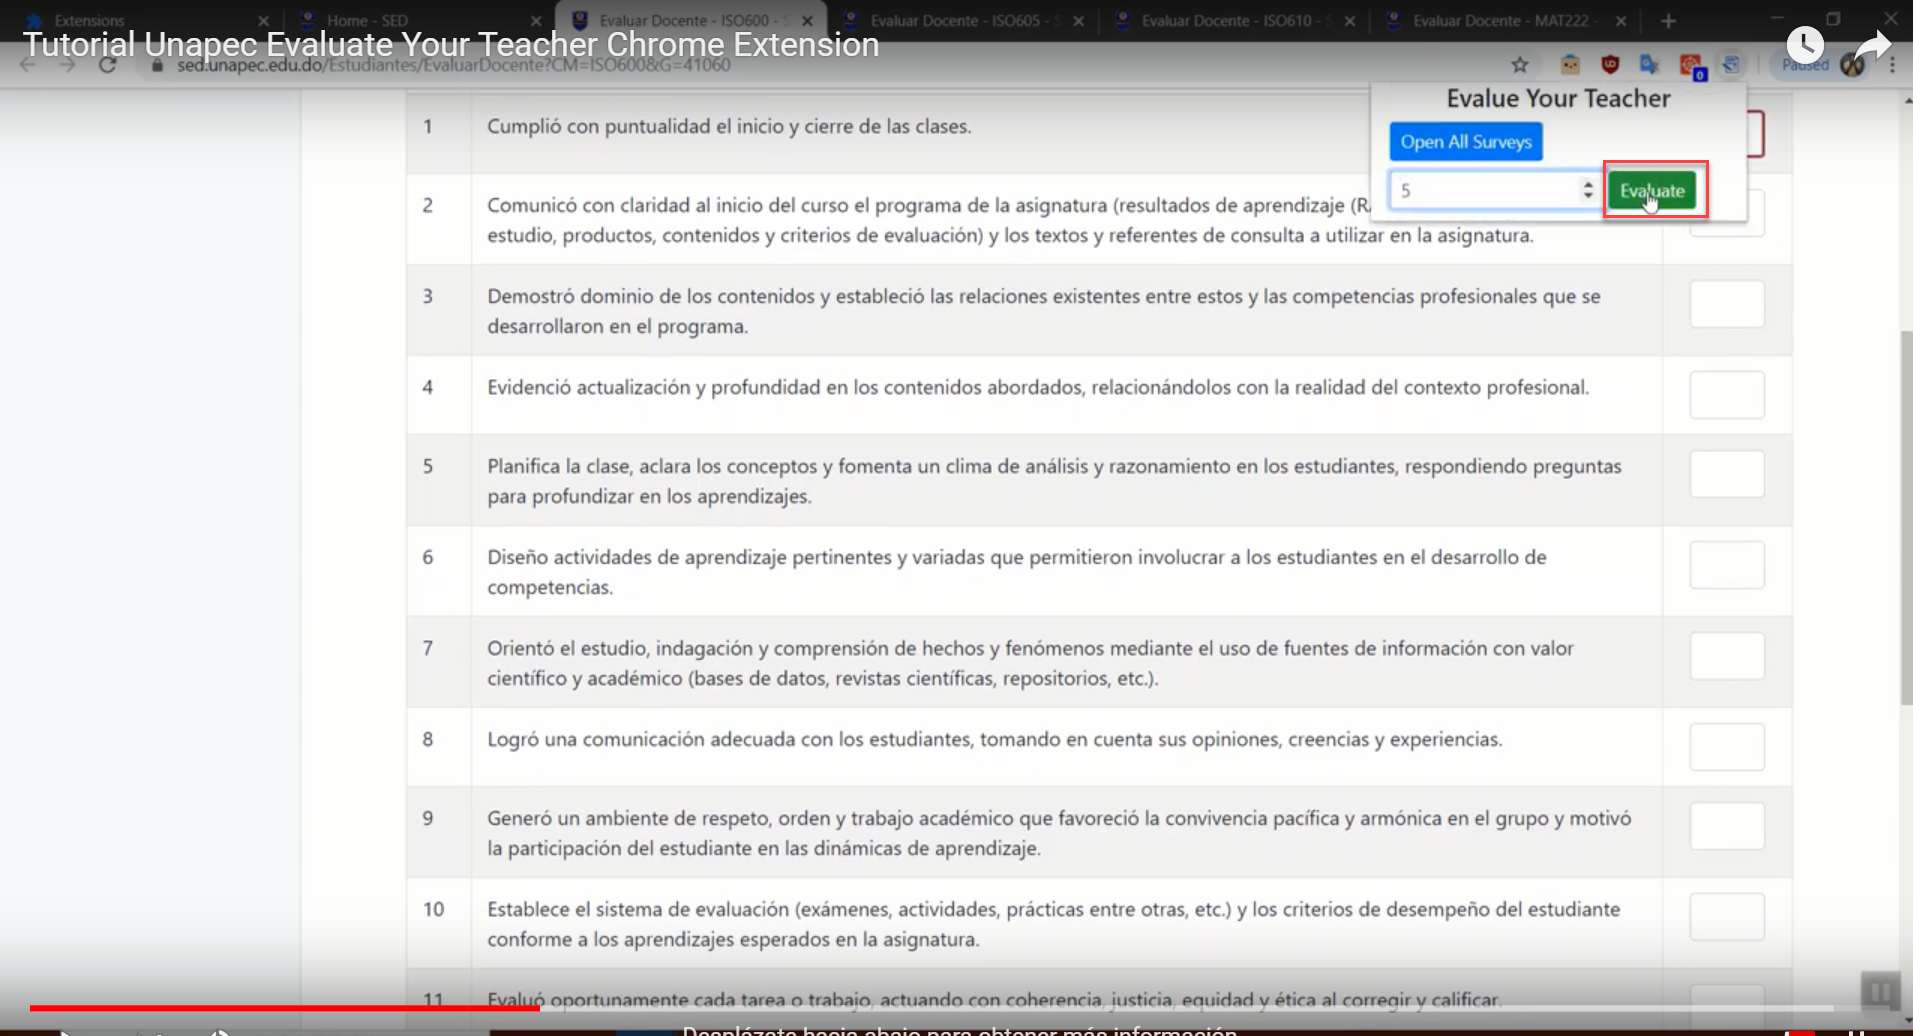 Extensions
Home - SED
Evaluar Docente - ISO600 - S
Evaluar Docente - ISO605 - S
Evaluar Docente - ISO610 - S
Evaluar Docente - MAT222 -
Tutorial Unapec Evaluate Your Teacher Chrome Extension
sed.unapec.edu.do/Estudiantes/EvaluarDocente?CM=ISO600&G=41060
0
Paused
Evalue Your Teacher
Open All Surveys
5
Evaluate
1 Cumplió con puntualidad el inicio y cierre de las clases.
2 Comunicó con claridad al inicio del curso el programa de la asignatura (resultados de aprendizaje (R
estudio, productos, contenidos y criterios de evaluación) y los textos y referentes de consulta a utilizar en la asignatura.
3 Demostró dominio de los contenidos y estableció las relaciones existentes entre estos y las competencias profesionales que se
desarrollaron en el programa.
4 Evidenció actualización y profundidad en los contenidos abordados, relacionándolos con la realidad del contexto profesional.
5 Planifica la clase, aclara los conceptos y fomenta un clima de análisis y razonamiento en los estudiantes, respondiendo preguntas
para profundizar en los aprendizajes.
6 Diseño actividades de aprendizaje pertinentes y variadas que permitieron involucrar a los estudiantes en el desarrollo de
competencias.
7 Orientó el estudio, indagación y comprensión de hechos y fenómenos mediante el uso de fuentes de información con valor
científico y académico (bases de datos, revistas científicas, repositorios, etc.).
8 Logró una comunicación adecuada con los estudiantes, tomando en cuenta sus opiniones, creencias y experiencias.
9 Generó un ambiente de respeto, orden y trabajo académico que favoreció la convivencia pacífica y armónica en el grupo y motivó
la participación del estudiante en las dinámicas de aprendizaje.
10 Establece el sistema de evaluación (exámenes, actividades, prácticas entre otras, etc.) y los criterios de desempeño del estudiante
conforme a los aprendizajes esperados en la asignatura.
11 Evaluó oportunamente cada tarea o trabajo, actuando con coherencia, justicia, equidad y ética al corregir y calificar.
Desplázate hacia abajo para obtener más información